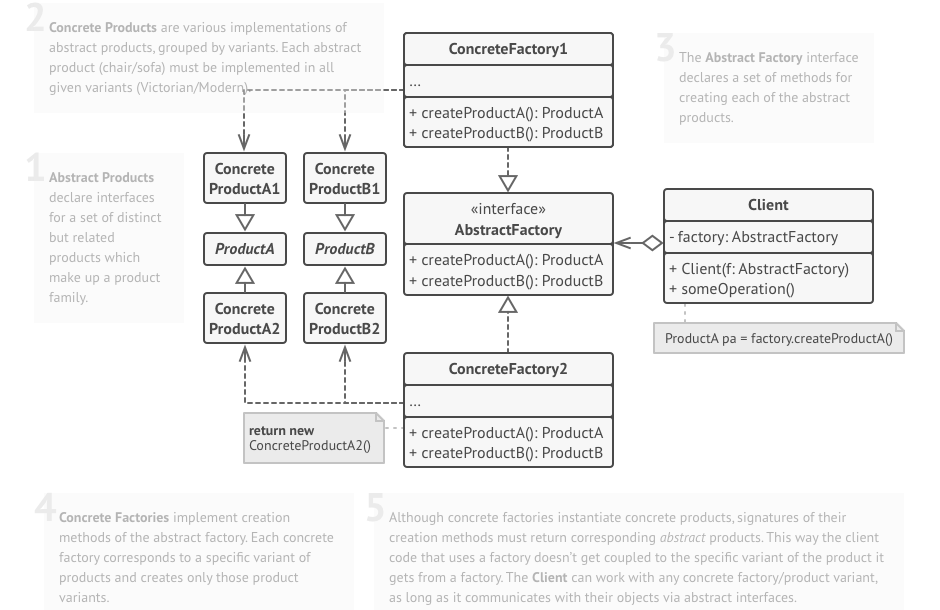 2
Concrete Products are various implementations of
abstract products, grouped by variants. Each abstract
product (chair/sofa) must be implemented in all
given variants (Victorian/Modern).
ConcreteFactory1
...
+ createProductA(): ProductA
+ createProductB(): ProductB
3
The Abstract Factory interface
declares a set of methods for
creating each of the abstract
products.
1
Abstract Products
declare interfaces
for a set of distinct
but related
products which
make up a product
family.
Concrete
ProductA1
Concrete
ProductB1
ProductA
ProductB
Concrete
ProductA2
Concrete
ProductB2
«interface»
AbstractFactory
+ createProductA(): ProductA
+ createProductB(): ProductB
Client
- factory: AbstractFactory
+ Client(f: AbstractFactory)
+ someOperation()
ProductA pa = factory.createProductA()
ConcreteFactory2
...
+ createProductA(): ProductA
+ createProductB(): ProductB
return new
ConcreteProductA2()
4
Concrete Factories implement creation
methods of the abstract factory. Each concrete
factory corresponds to a specific variant of
products and creates only those product
variants.
5
Although concrete factories instantiate concrete products, signatures of their
creation methods must return corresponding abstract products. This way the client
code that uses a factory doesn't get coupled to the specific variant of the product it
gets from a factory. The Client can work with any concrete factory/product variant,
as long as it communicates with their objects via abstract interfaces.